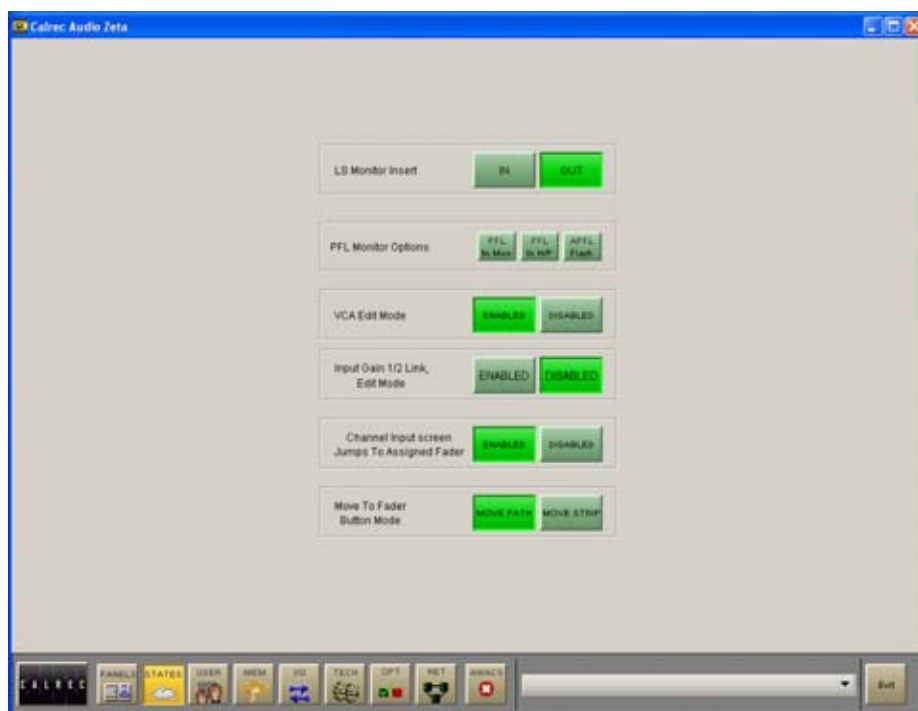 Calrec Audio Zeta
LS Monitor Insert
IN
OUT
PFL Monitor Options
PFL In Mon
PFL In H/P
APFL Flash
VCA Edit Mode
ENABLED
DISABLED
Input Gain 1/2 Link,
Edit Mode
ENABLED
DISABLED
Channel Input screen
Jumps To Assigned Fader
ENABLED
DISABLED
Move To Fader
Button Mode
MOVE PATH
MOVE STRIP
CALREC
PANELS
STATES
USER
MEM
I/O
TECH
OPT
NET
AWACS
Exit